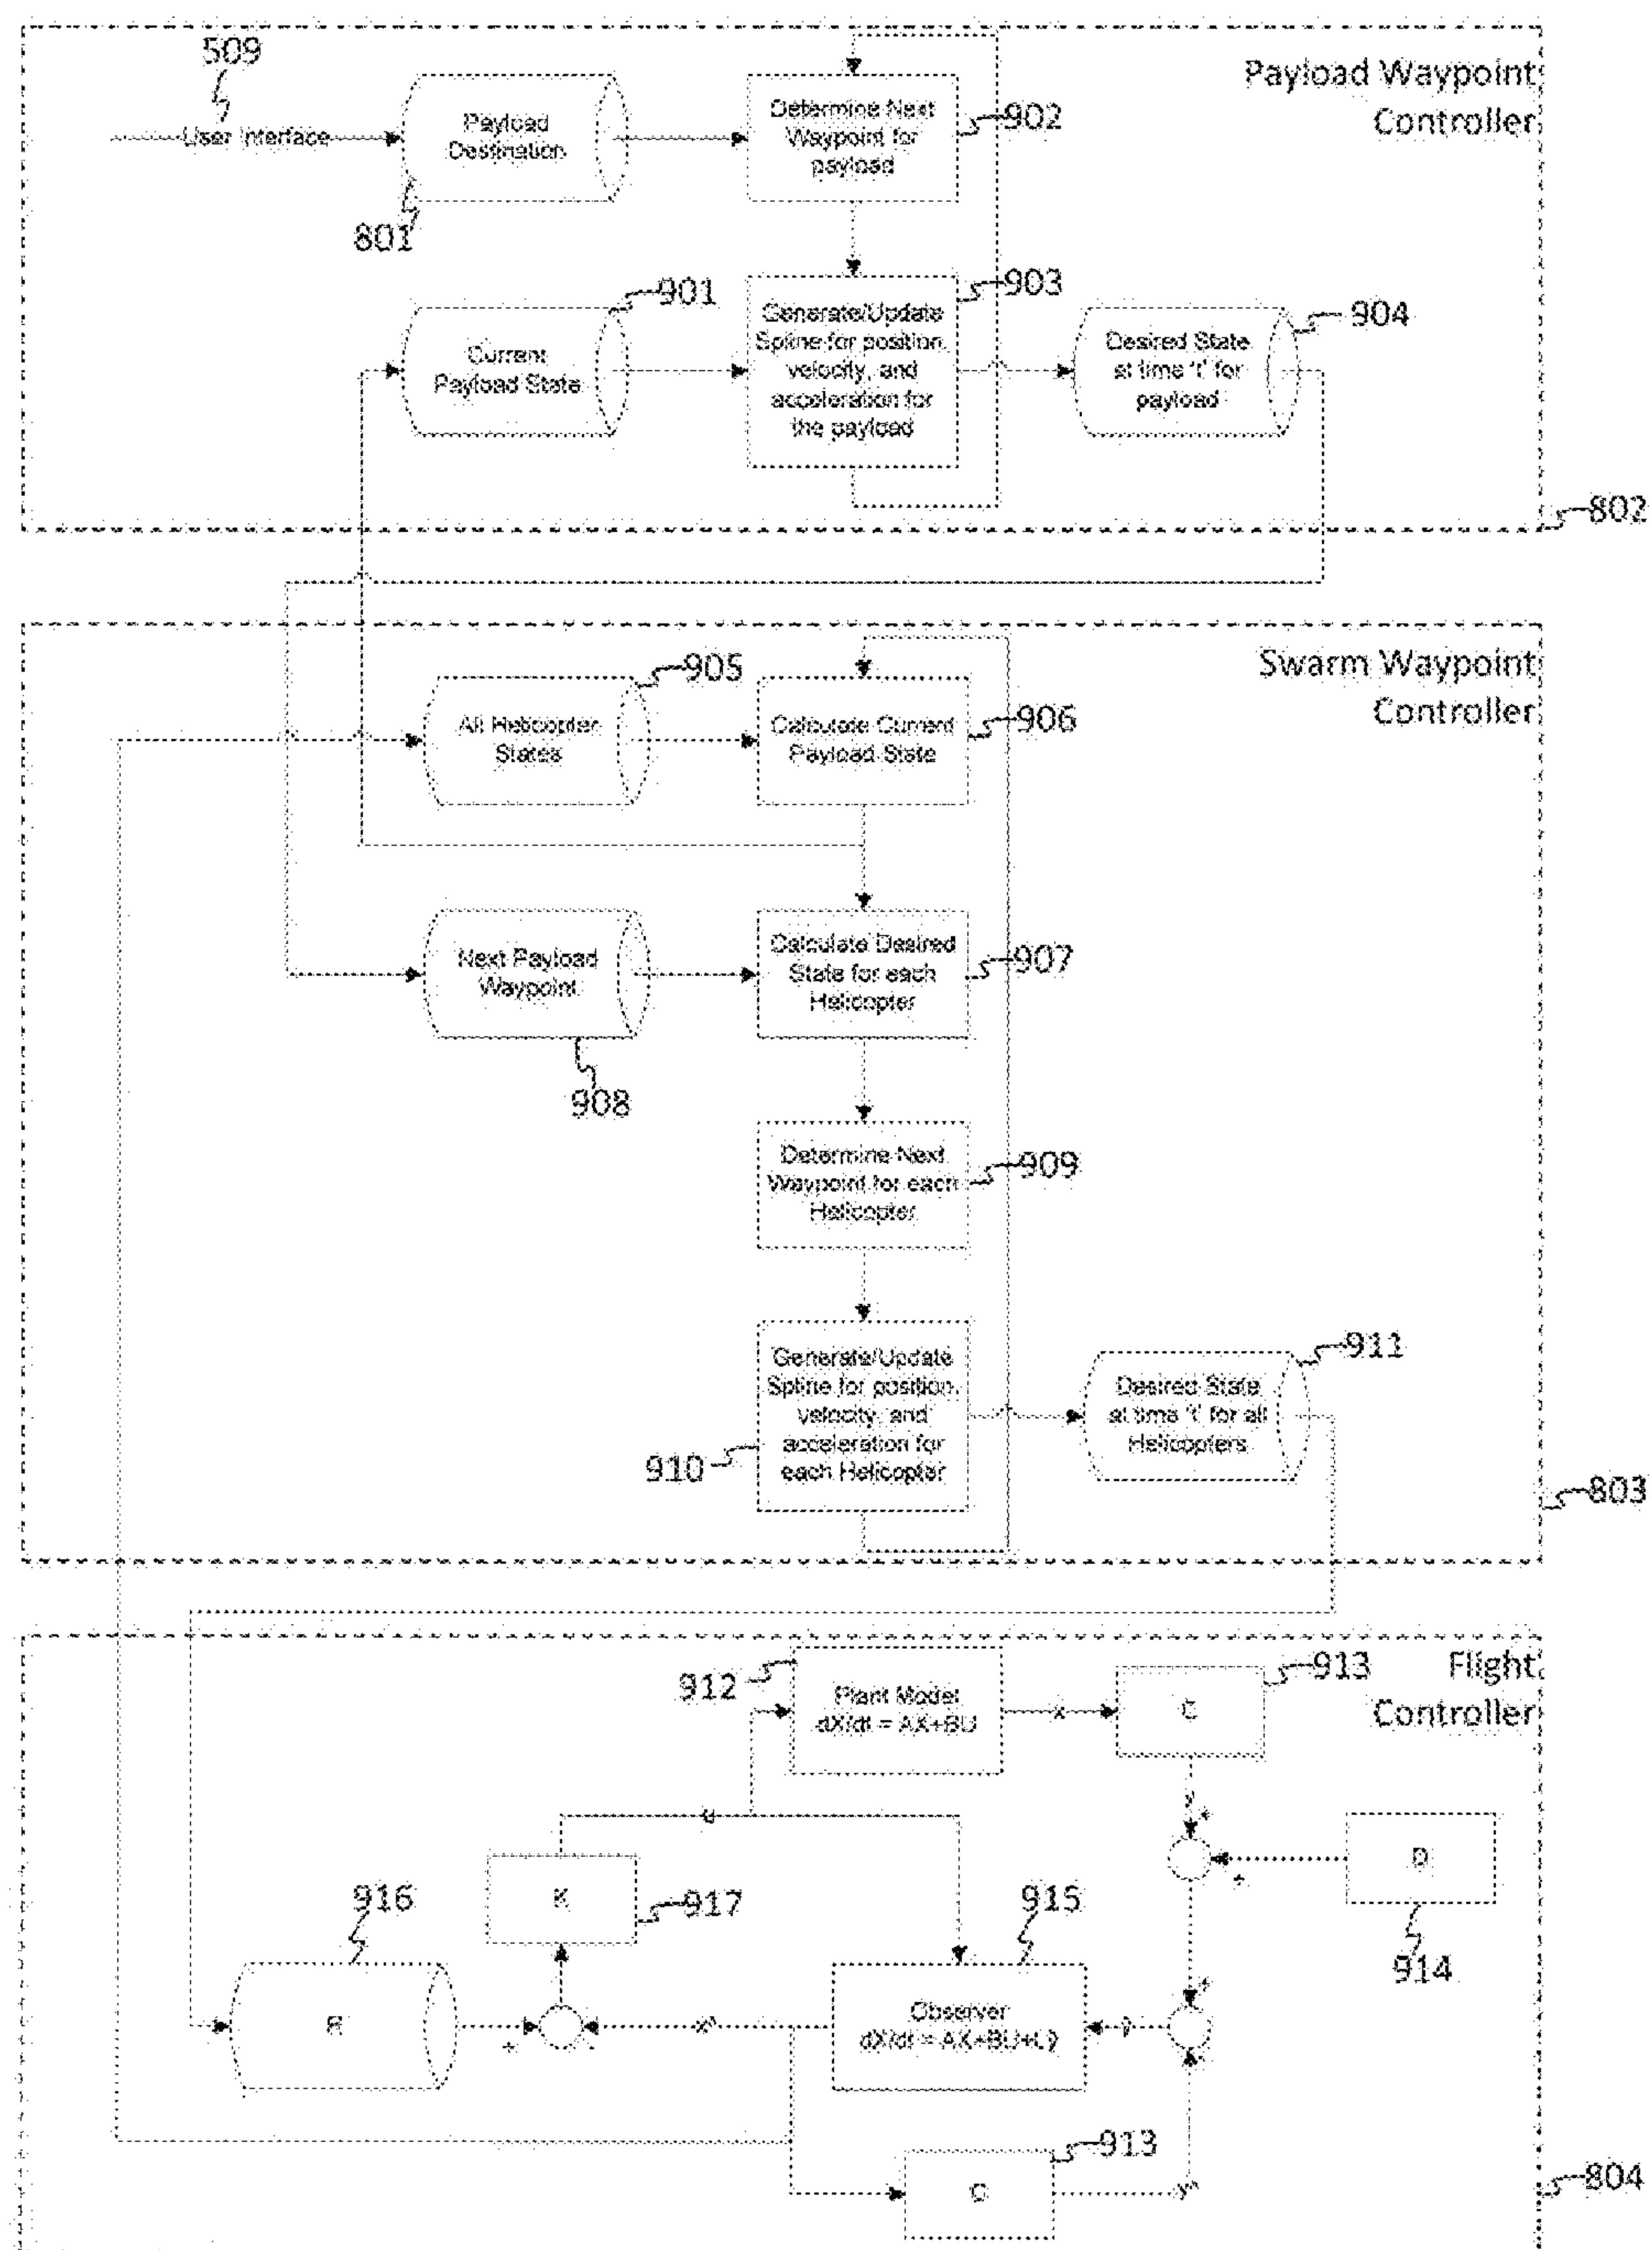 509
User Interface
Payload
Destination
801
Determine Next
Waypoint for
payload
902
Payload Waypoint
Controller
901
Current
Payload State
903
Generate/Update
Spline for position,
velocity, and
acceleration for
the payload
904
Desired State
at time 't' for
payload
802
Swarm Waypoint
Controller
905
All Helicopter
States
Calculate Current
Payload State
906
Next Payload
Waypoint
908
Calculate Desired
State for each
Helicopter
907
Determine Next
Waypoint for each
Helicopter
909
Generate/Update
Spline for position,
velocity, and
acceleration for
each Helicopter
910
911
Desired State
at time 't' for all
Helicopters
803
Flight
Controller
912
Plant Model
dX/dt = AX+BU
x
913
C
y
+
+
D
914
u
K
917
916
R
+
-
x^
915
Observer
dX/dt = AX+BU+Lỹ
ỹ
+
-
913
C
y^
804